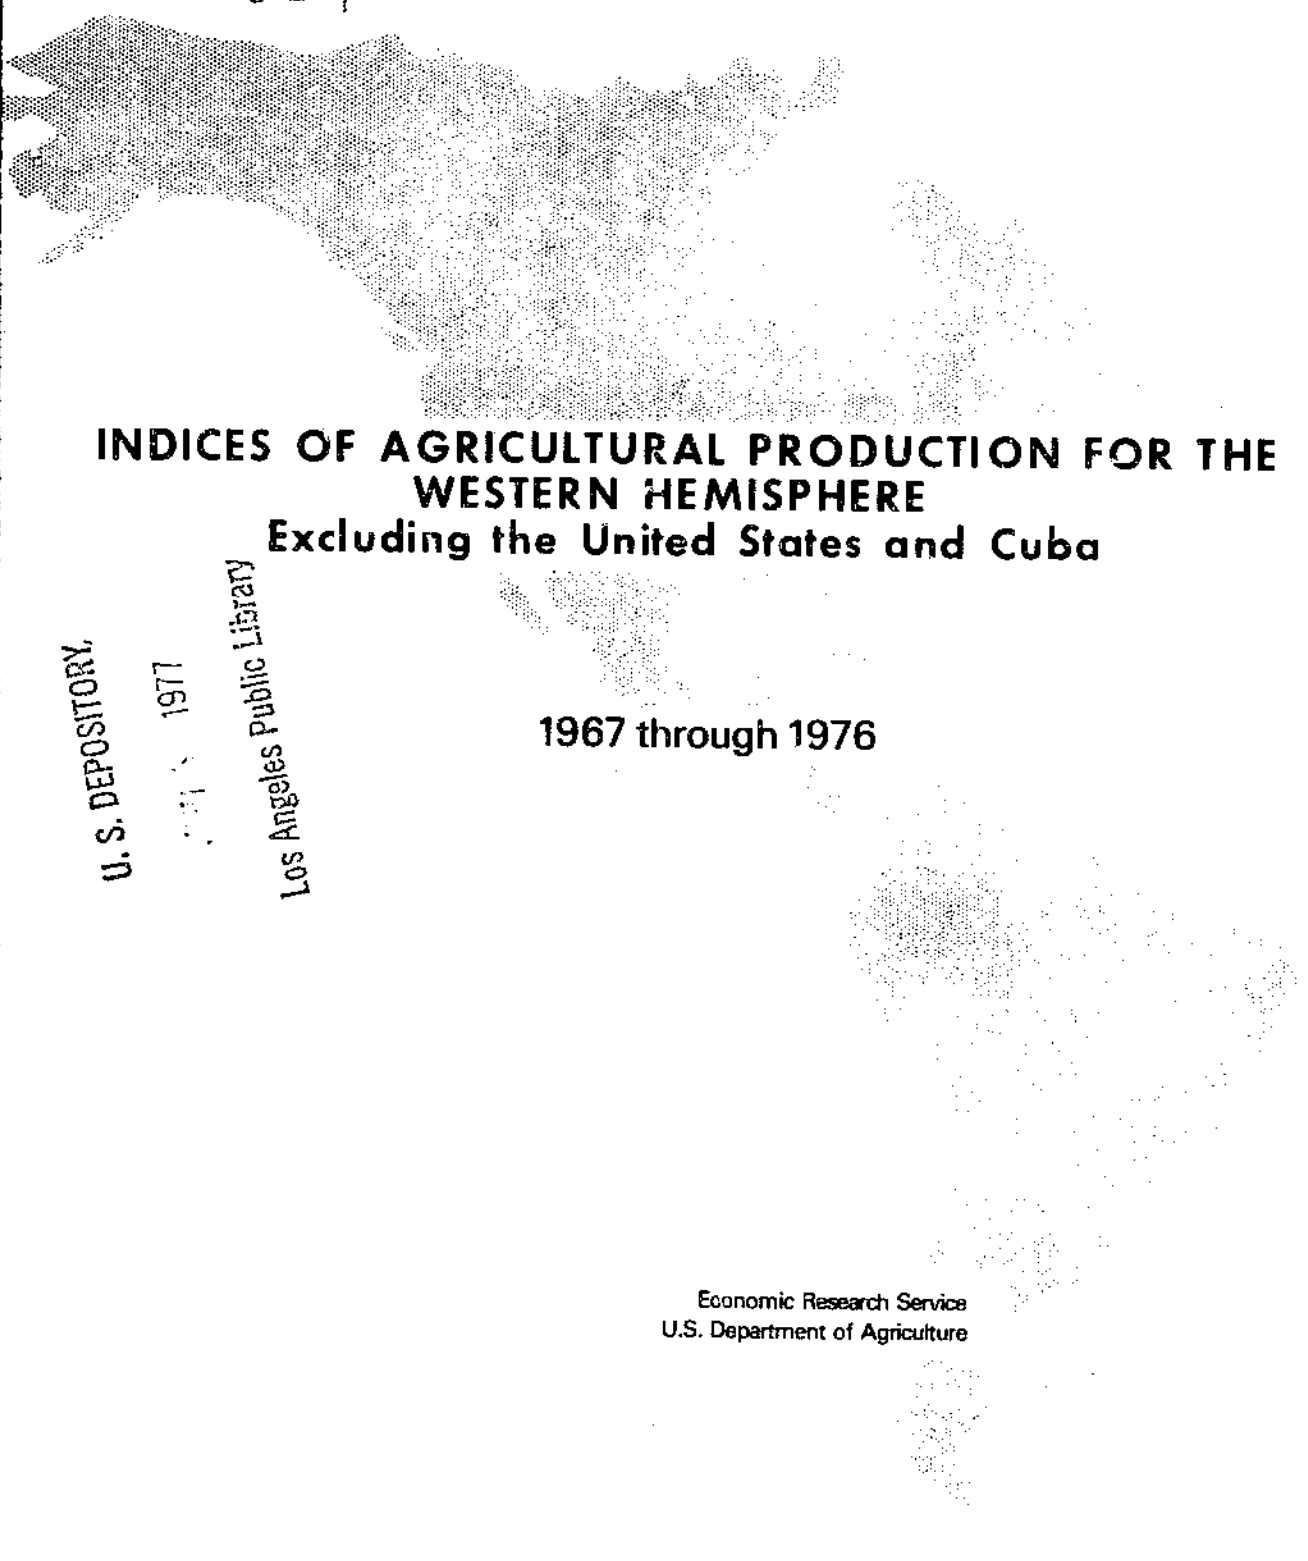 INDICES OF AGRICULTURAL PRODUCTION FOR THE
WESTERN HEMISPHERE
Excluding the United States and Cuba
U. S. DEPOSITORY,
1977
Los Angeles Public Library
1967 through 1976
Economic Research Service
U.S. Department of Agriculture